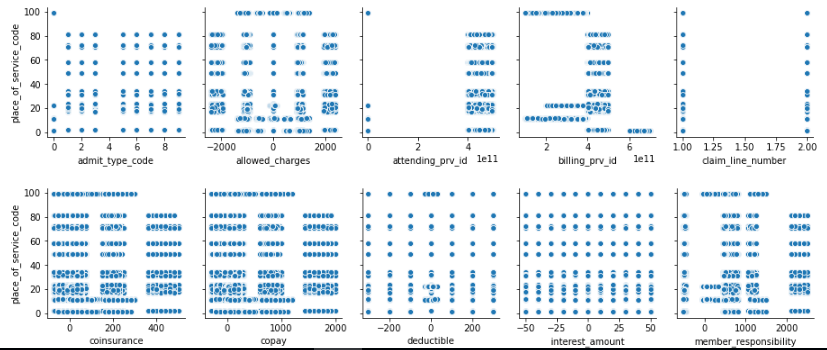 100
80
60
40
20
0
place_of_service_code
0 2 4 6 8
admit_type_code
−2000 0 2000
allowed_charges
0 2 4
1e11
attending_prv_id
2 4 6
1e11
billing_prv_id
1.00 1.25 1.50 1.75 2.00
claim_line_number
100
80
60
40
20
0
place_of_service_code
0 200 400
coinsurance
0 1000 2000
copay
−200 0 200
deductible
−50 −25 0 25 50
interest_amount
0 1000 2000
member_responsibility